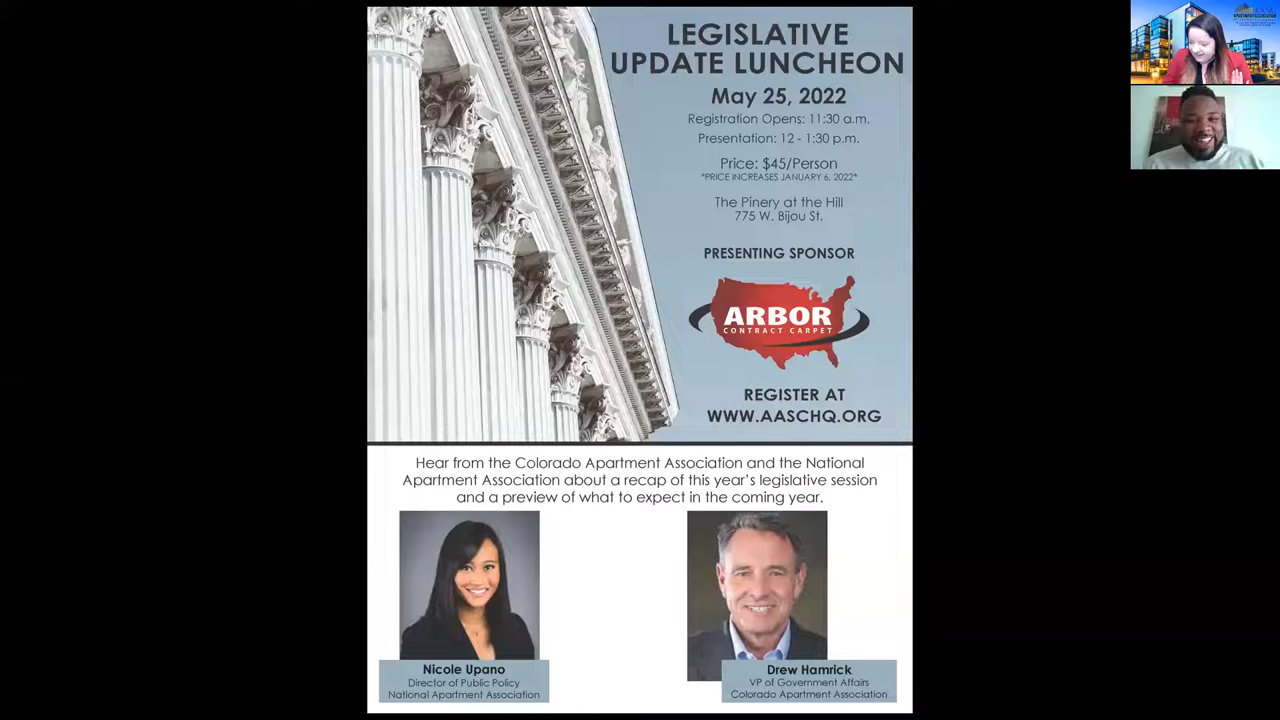 LEGISLATIVE
UPDATE LUNCHEON
May 25, 2022
Registration Opens: 11:30 a.m.
Presentation: 12 - 1:30 p.m.
Price: $45/Person
*PRICE INCREASES JANUARY 6, 2022*
The Pinery at the Hill
775 W. Bijou St.
PRESENTING SPONSOR
ARBOR
CONTRACT CARPET
REGISTER AT
WWW.AASCHQ.ORG
Hear from the Colorado Apartment Association and the National
Apartment Association about a recap of this year's legislative session
and a preview of what to expect in the coming year.
Nicole Upano
Director of Public Policy
National Apartment Association
Drew Hamrick
VP of Government Affairs
Colorado Apartment Association